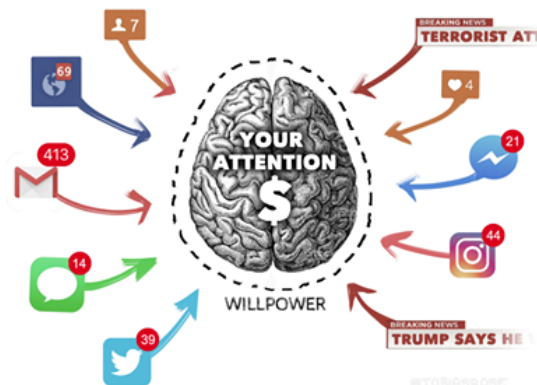 7
BREAKING NEWS
TERRORIST ATT
69
4
YOUR
ATTENTION
$
413
21
14
44
WILLPOWER
39
BREAKING NEWS
TRUMP SAYS HE